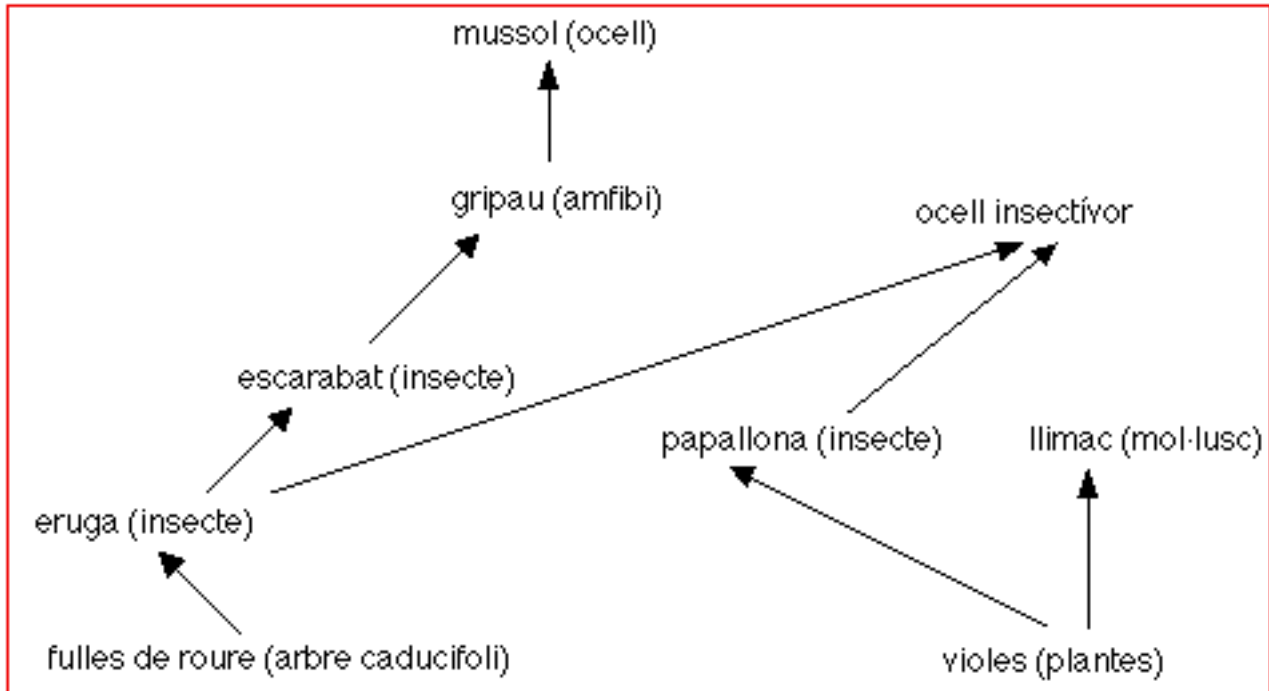 mussol (ocell)
gripau (amfibi)
ocell insectívor
escarabat (insecte)
papallona (insecte)
llimac (mol·lusc)
eruga (insecte)
fulles de roure (arbre caducifoli)
violes (plantes)